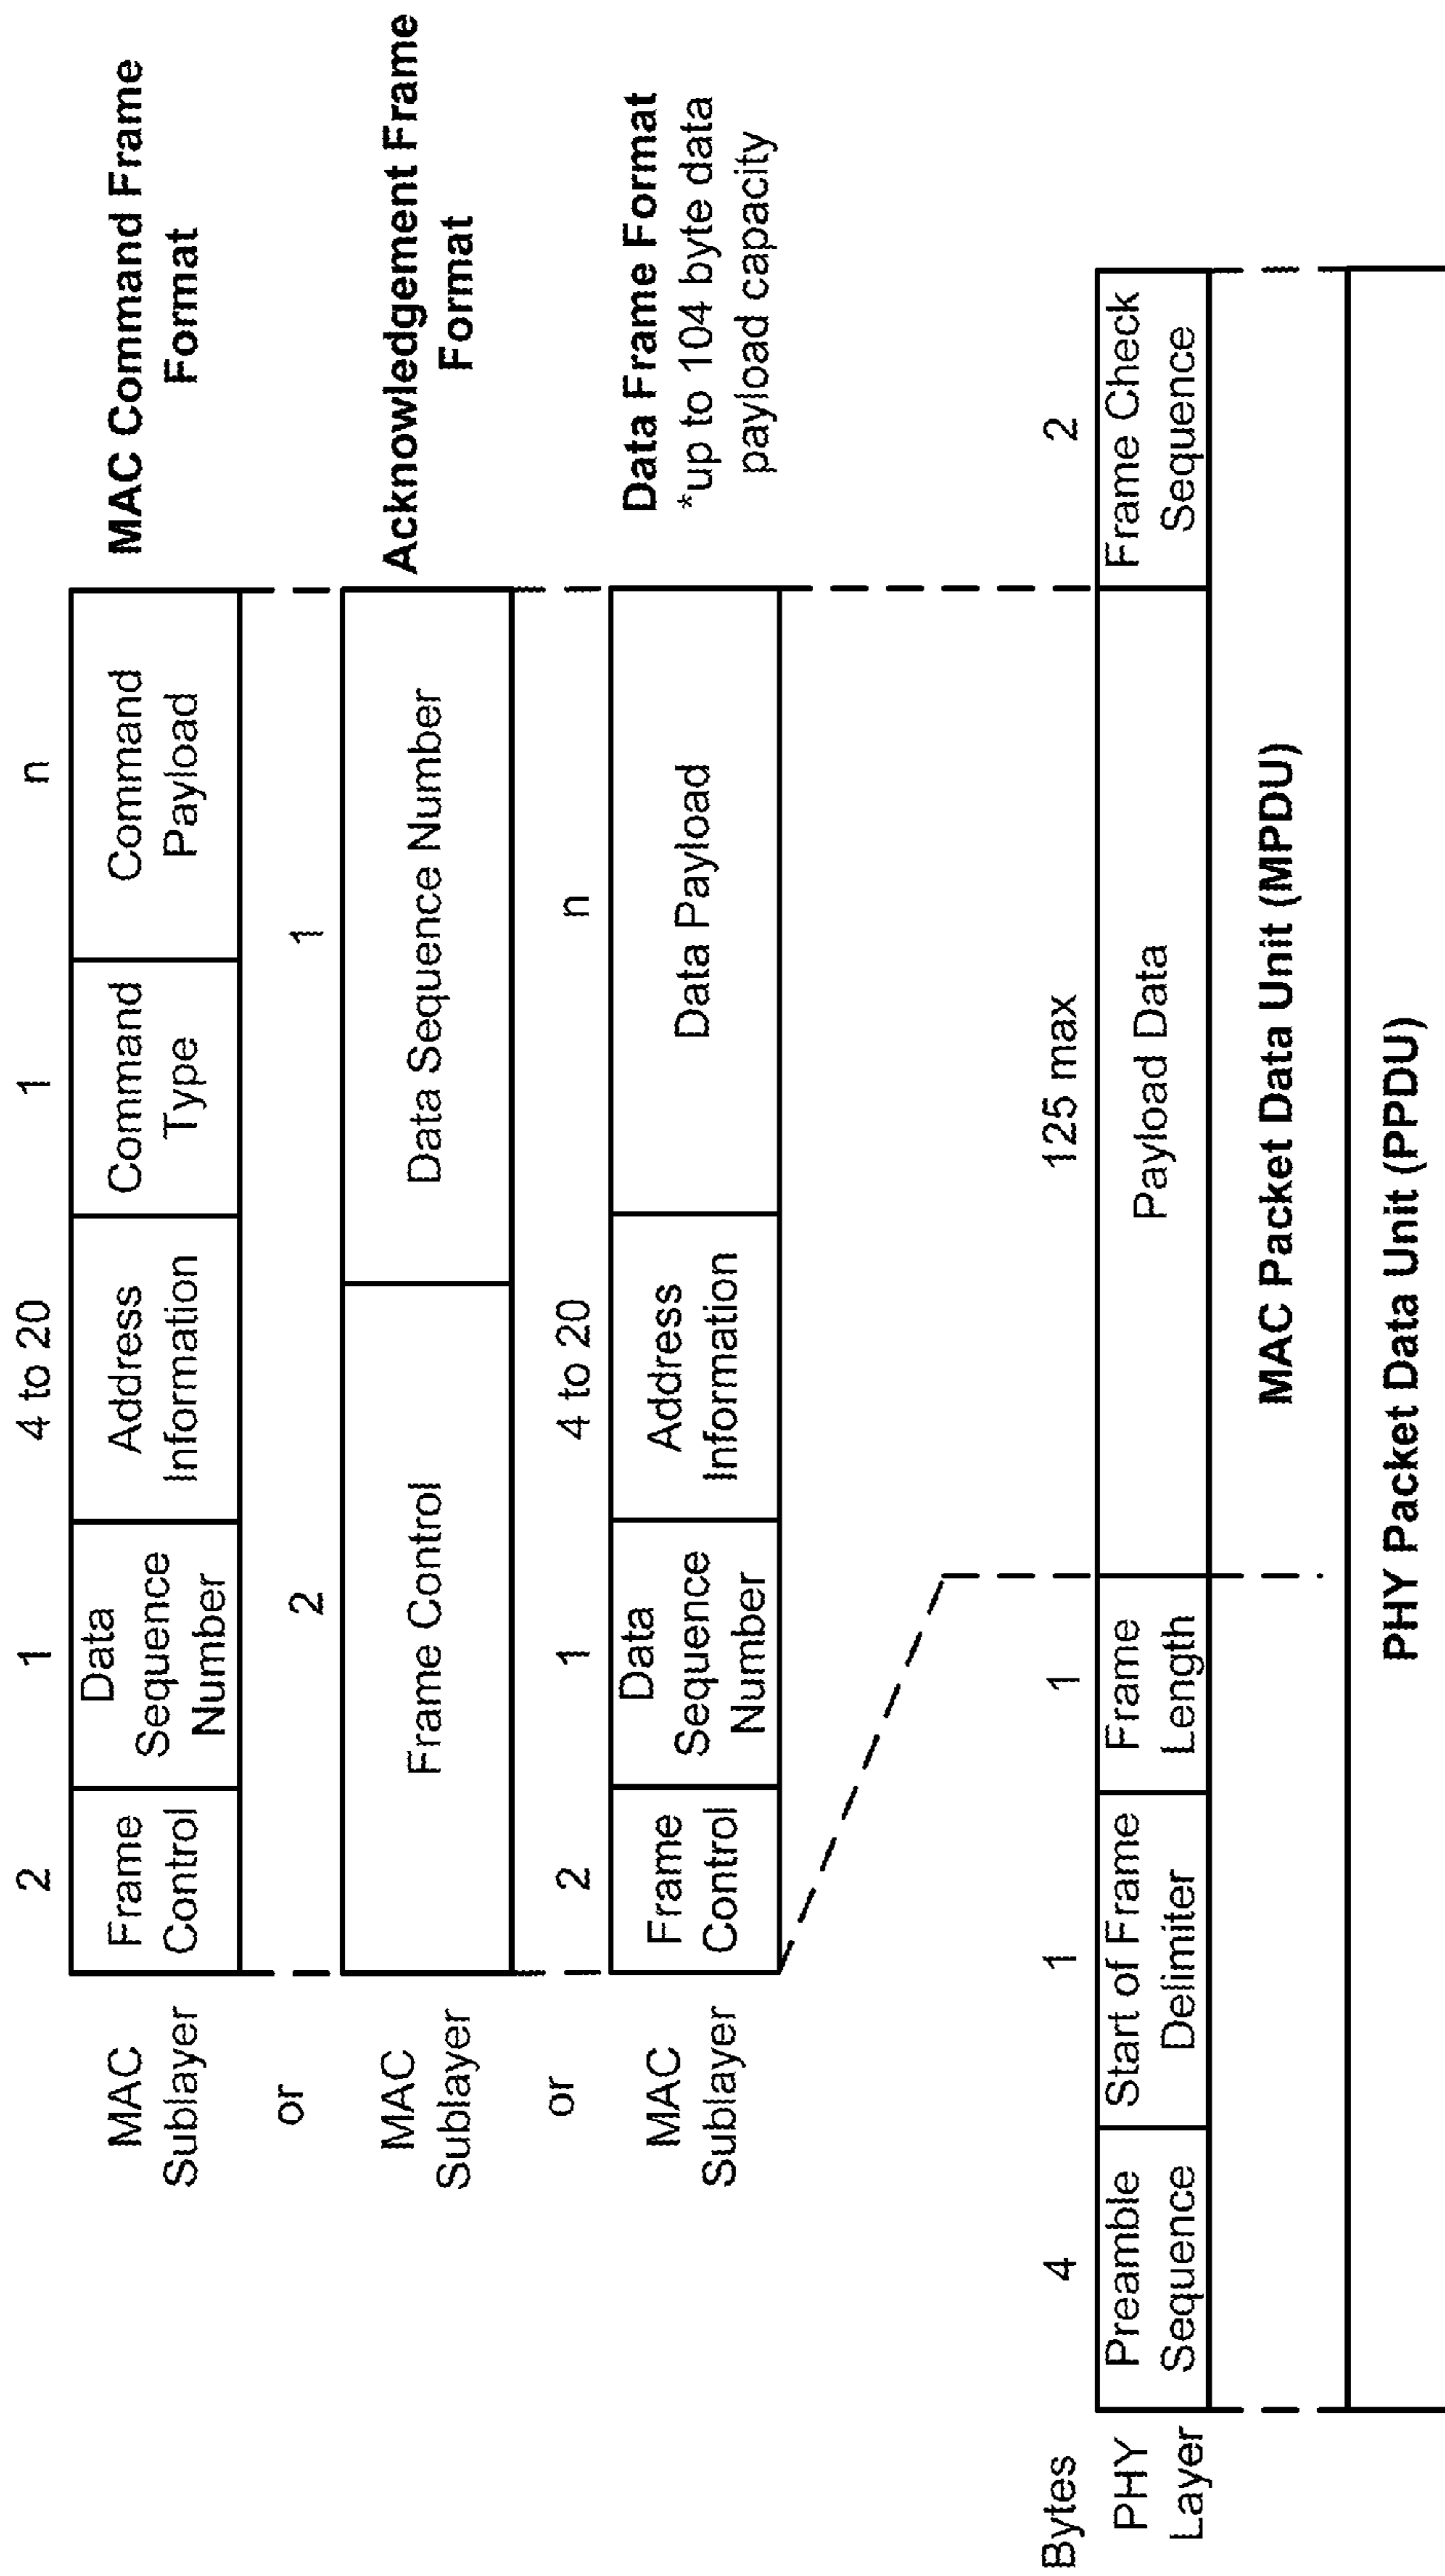 2
1
4 to 20
1
n
MAC
Sublayer
Frame
Control
Data
Sequence
Number
Address
Information
Command
Type
Command
Payload
MAC Command Frame
Format
or
2
1
MAC
Sublayer
Frame Control
Data Sequence Number
Acknowledgement Frame
Format
or
2
1
4 to 20
n
MAC
Sublayer
Frame
Control
Data
Sequence
Number
Address
Information
Data Payload
Data Frame Format
*up to 104 byte data
payload capacity
Bytes
4
1
1
125 max
2
PHY
Layer
Preamble
Sequence
Start of Frame
Delimiter
Frame
Length
Payload Data
Frame Check
Sequence
MAC Packet Data Unit (MPDU)
PHY Packet Data Unit (PPDU)